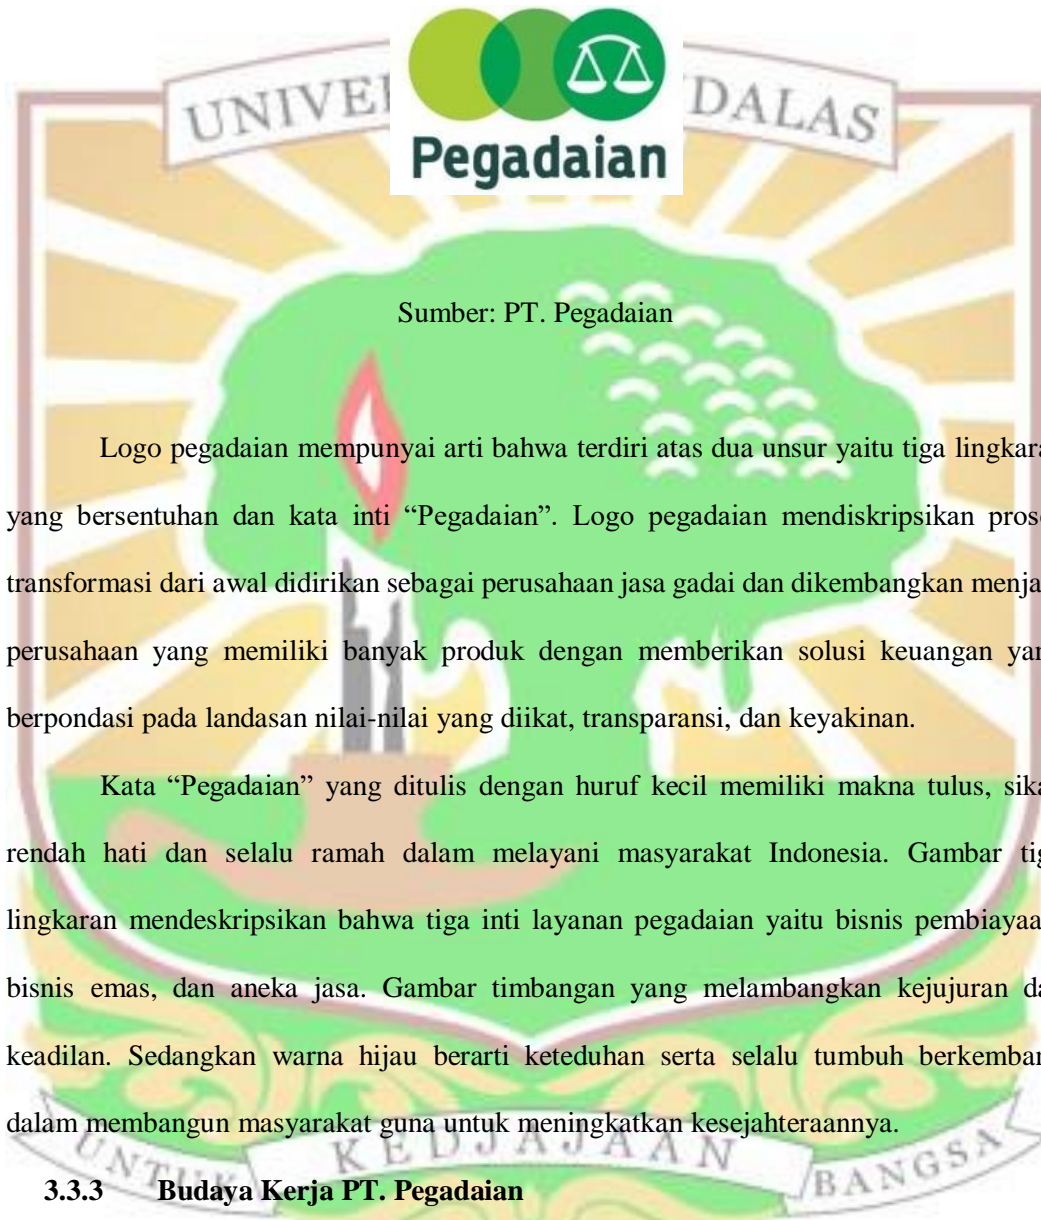 UNIVE DALAS
Pegadaian
Sumber: PT. Pegadaian
Logo pegadaian mempunyai arti bahwa terdiri atas dua unsur yaitu tiga lingkara
yang bersentuhan dan kata inti “Pegadaian”. Logo pegadaian mendiskripsikan prose
transformasi dari awal didirikan sebagai perusahaan jasa gadai dan dikembangkan menja
perusahaan yang memiliki banyak produk dengan memberikan solusi keuangan yan
berpondasi pada landasan nilai-nilai yang diikat, transparansi, dan keyakinan.
Kata “Pegadaian” yang ditulis dengan huruf kecil memiliki makna tulus, sika
rendah hati dan selalu ramah dalam melayani masyarakat Indonesia. Gambar tig
lingkaran mendeskripsikan bahwa tiga inti layanan pegadaian yaitu bisnis pembiayaa
bisnis emas, dan aneka jasa. Gambar timbangan yang melambangkan kejujuran da
keadilan. Sedangkan warna hijau berarti keteduhan serta selalu tumbuh berkemban
dalam membangun masyarakat guna untuk meningkatkan kesejahteraannya.
UNTUK KEDJAJAAN BANGSA
3.3.3 Budaya Kerja PT. Pegadaian